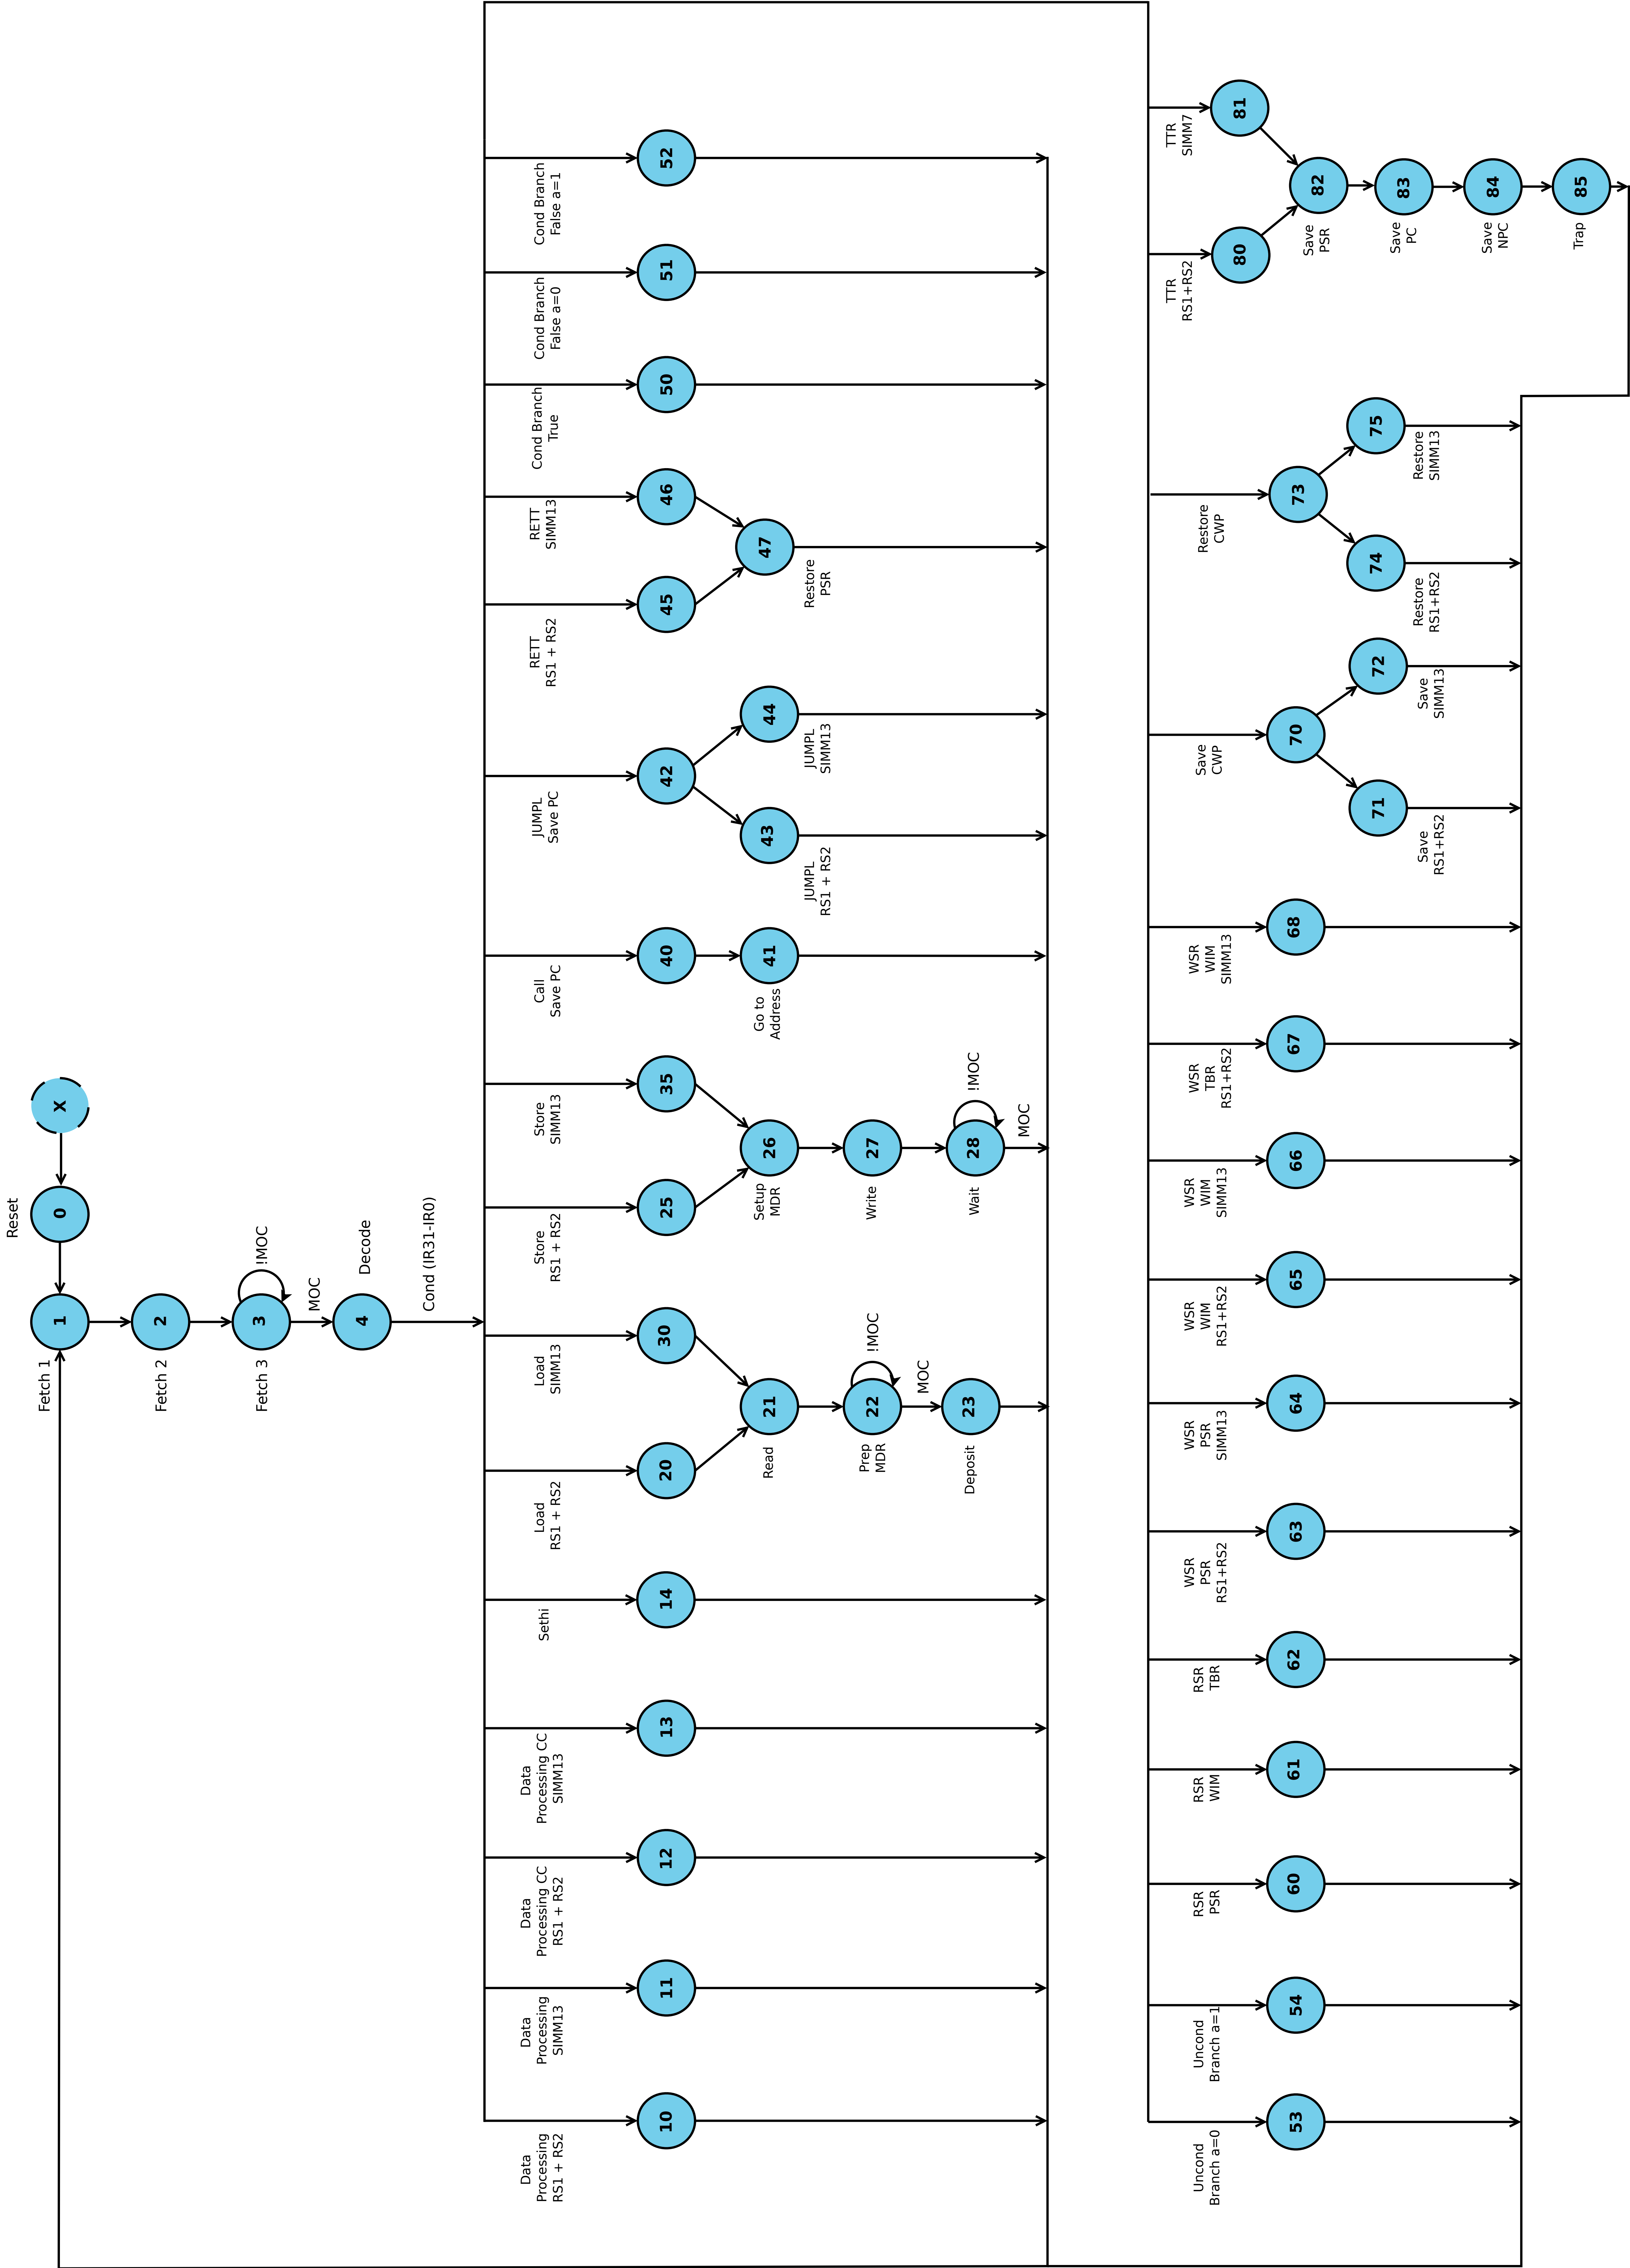 Reset
Fetch 1
1
0
X
Fetch 2
2
Fetch 3
3
!MOC
MOC
4
Decode
Cond (IR31-IR0)
Data
Processing
RS1 + RS2
Data
Processing
SIMM13
Data
Processing CC
RS1 + RS2
Data
Processing CC
SIMM13
Sethi
Load
RS1 + RS2
Load
SIMM13
Store
RS1 + RS2
Store
SIMM13
Call
Save PC
JUMPL
Save PC
RETT
RS1 + RS2
RETT
SIMM13
Cond Branch
True
Cond Branch
False a=0
Cond Branch
False a=1
10
11
12
13
14
20
30
25
35
40
42
45
46
50
51
52
Read
21
Setup
MDR
26
Go to
Address
41
43
44
47
JUMPL
RS1 + RS2
JUMPL
SIMM13
Restore
PSR
Prep
MDR
22
!MOC
Write
27
MOC
Deposit
23
Wait
28
!MOC
MOC
Uncond
Branch a=0
Uncond
Branch a=1
RSR
PSR
RSR
WIM
RSR
TBR
WSR
PSR
RS1+RS2
WSR
PSR
SIMM13
WSR
WIM
RS1+RS2
WSR
WIM
SIMM13
WSR
TBR
RS1+RS2
WSR
WIM
SIMM13
Save
CWP
Restore
CWP
TTR
RS1+RS2
TTR
SIMM7
80
81
53
54
60
61
62
63
64
65
66
67
68
70
73
Save
PSR
82
71
72
74
75
Save
PC
83
Save
RS1+RS2
Save
SIMM13
Restore
RS1+RS2
Restore
SIMM13
Save
NPC
84
Trap
85